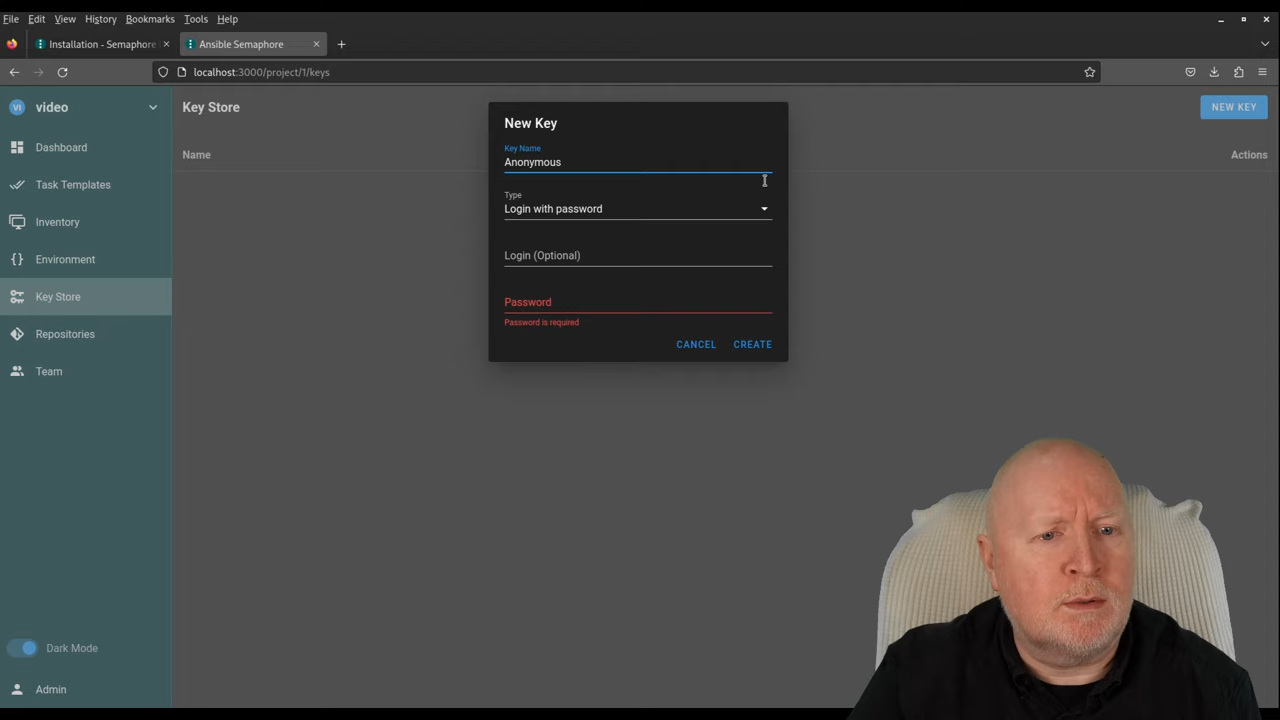 File Edit View History Bookmarks Tools Help
Installation - Semaphore
Ansible Semaphore
localhost:3000/project/1/keys
VI video
Key Store
NEW KEY
Dashboard
Task Templates
Inventory
Environment
Key Store
Repositories
Team
Dark Mode
Admin
Name
Actions
New Key
Key Name
Anonymous
Type
Login with password
Login (Optional)
Password
Password is required
CANCEL CREATE